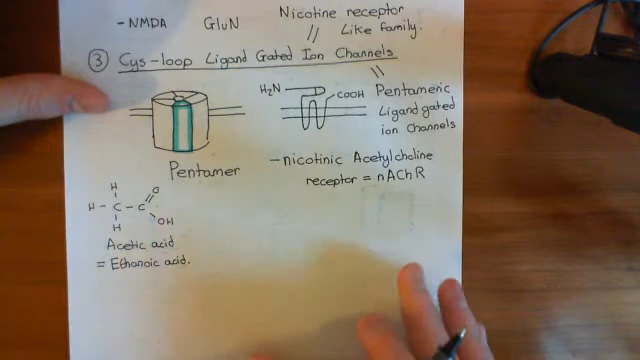 -NMDA GluN Nicotine receptor
Like family.
③ Cys-loop Ligand Gated Ion Channels
Pentameric
Ligand gated
ion Channels
H₂N COOH
Pentamer
-nicotinic Acetylcholine
receptor = nAChR
H O
H - C - C
H OH
Acetic acid
= Ethanoic acid.